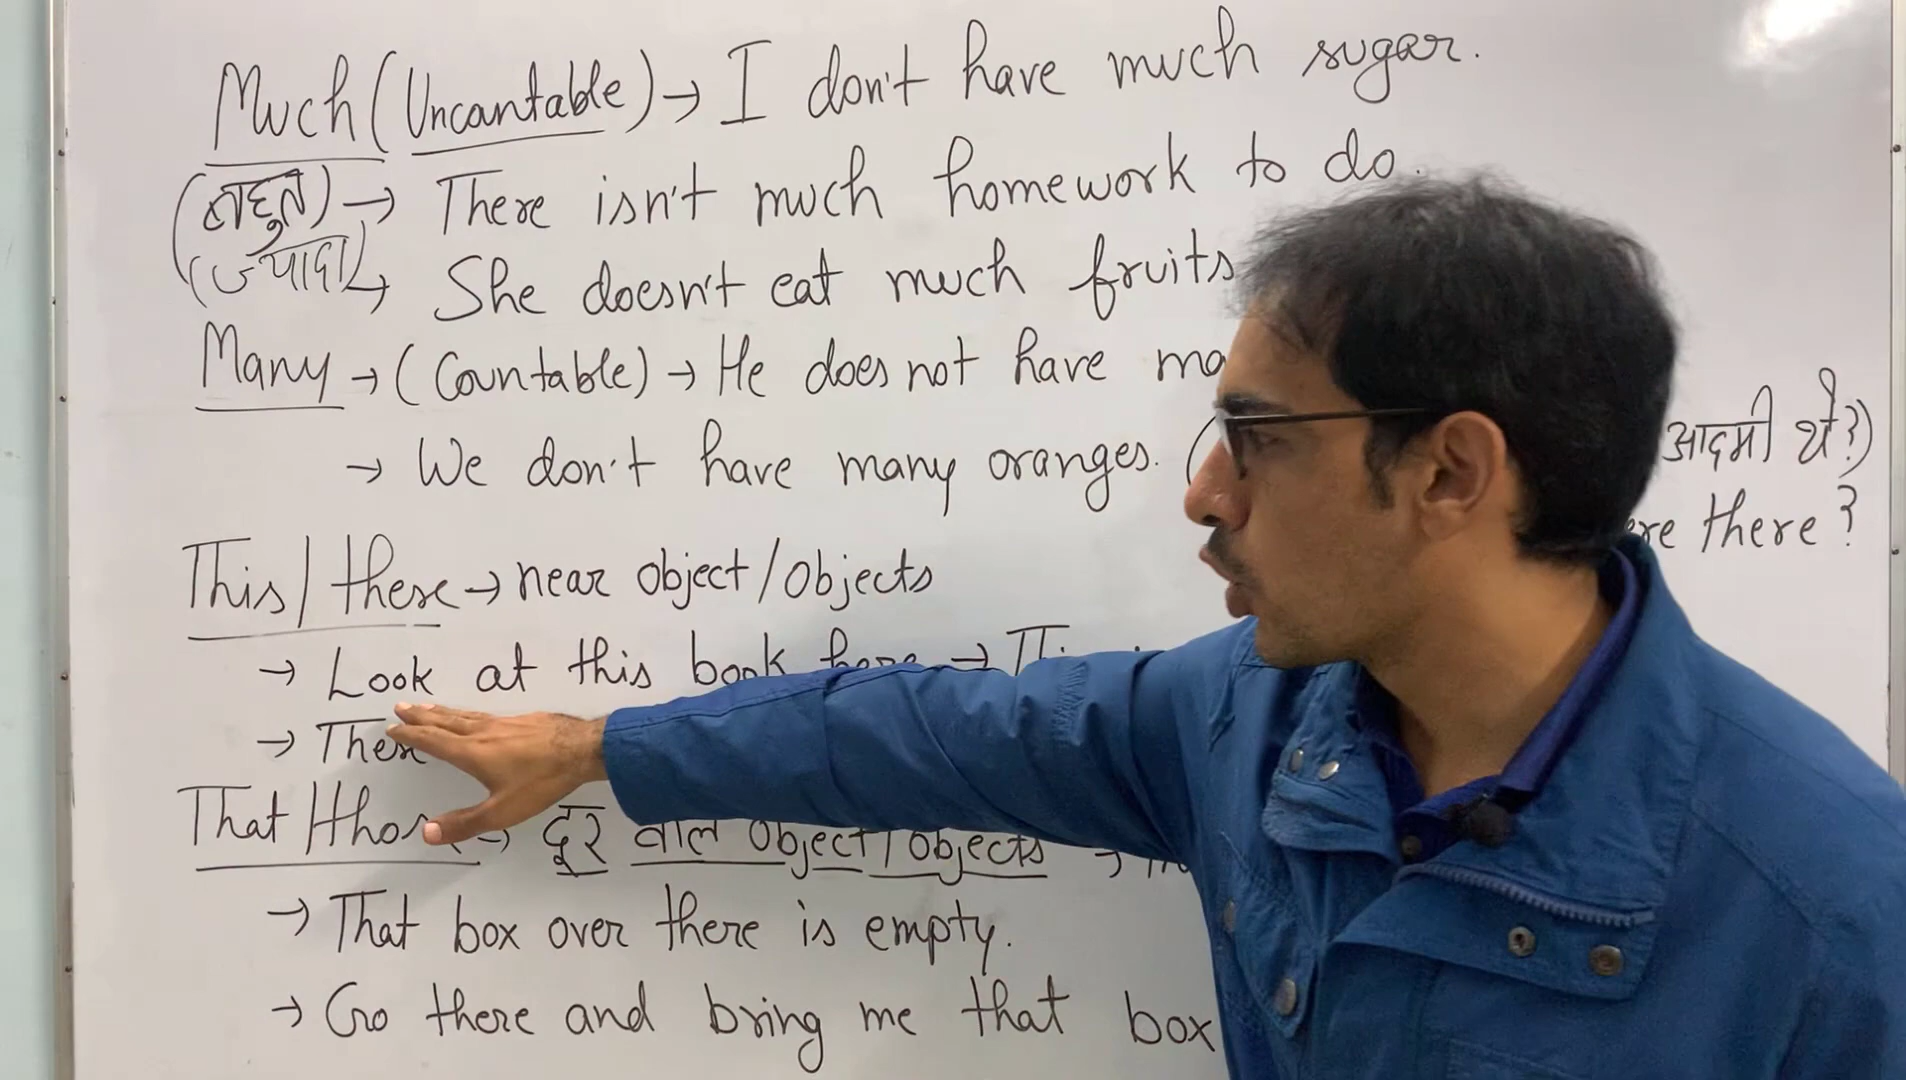 Much (Uncantable) → I don't have much sugar.
(बहुत) → There isn't much homework to do.
(ज्यादा) → She doesn't eat much fruits
Many → (Countable) → He does not have
→ We don't have many oranges. (
आदमी थे?)
there?
This / these → near object / objects
→ Look at this book here →
→
That / those → दूर वाले object / objects →
→ That box over there is empty.
→ Go there and bring me that box